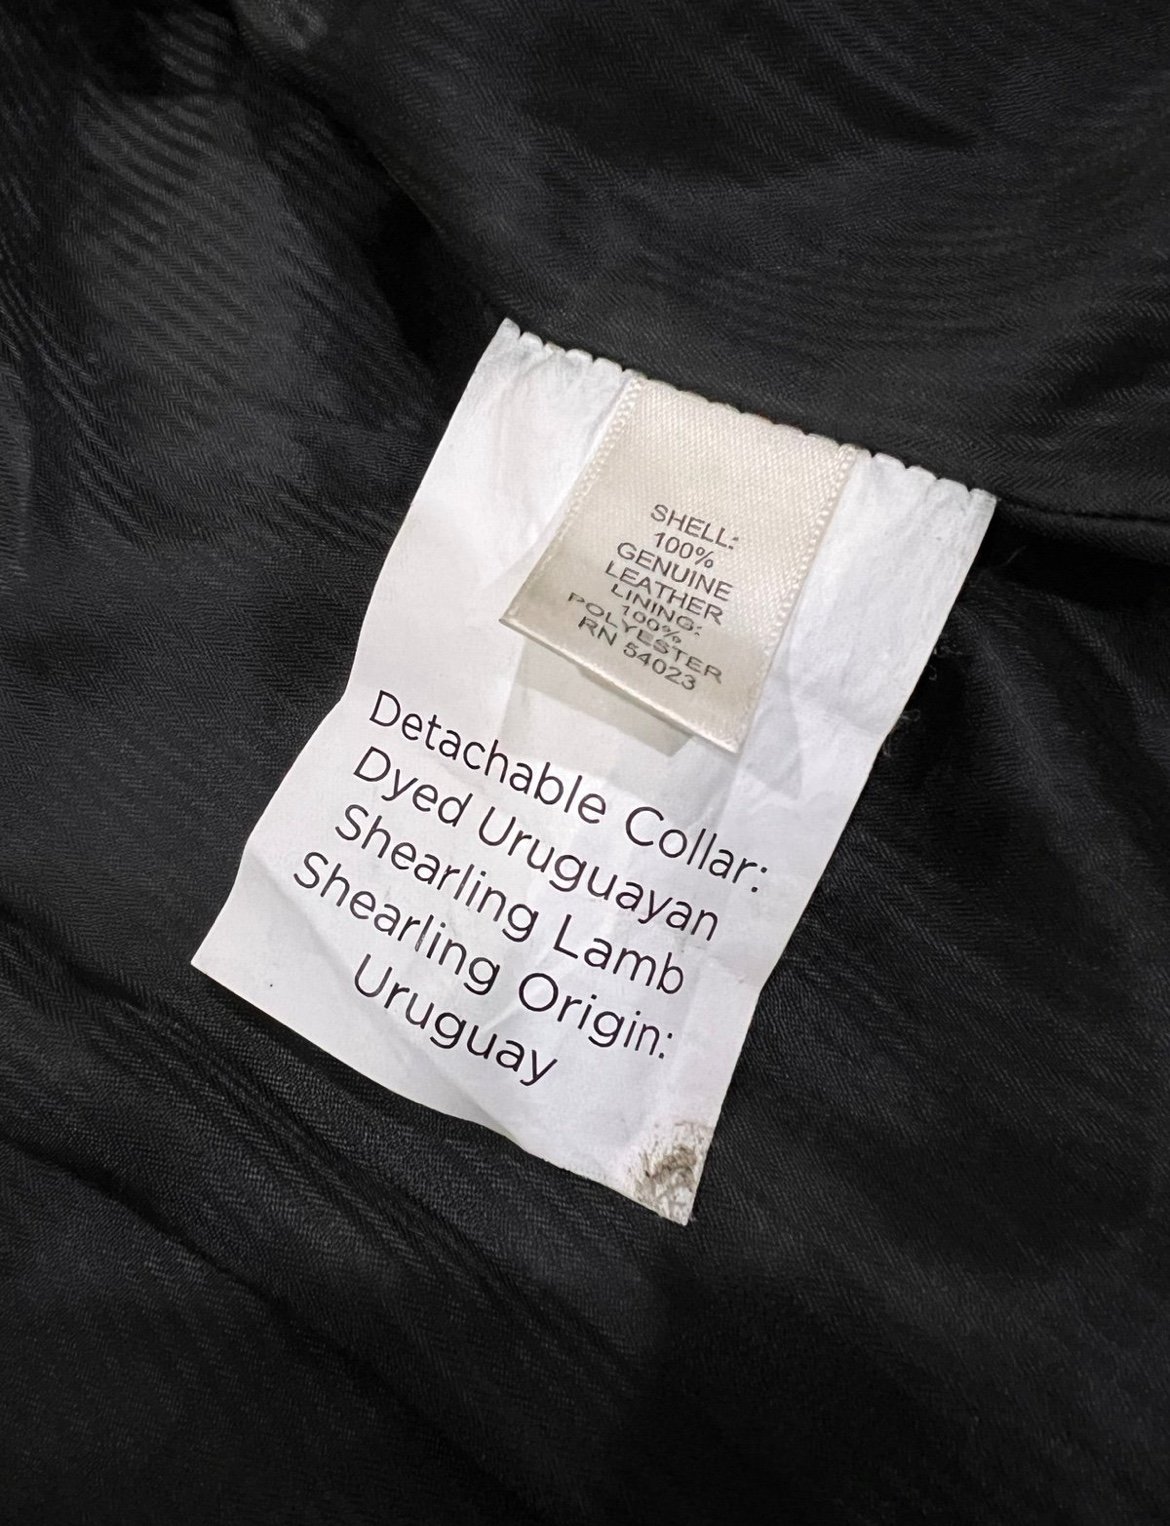 SHELL:
100%
GENUINE
LEATHER
LINING:
100%
POLYESTER
RN 54023
Detachable Collar:
Dyed Uruguayan
Shearling Lamb
Shearling Origin:
Uruguay